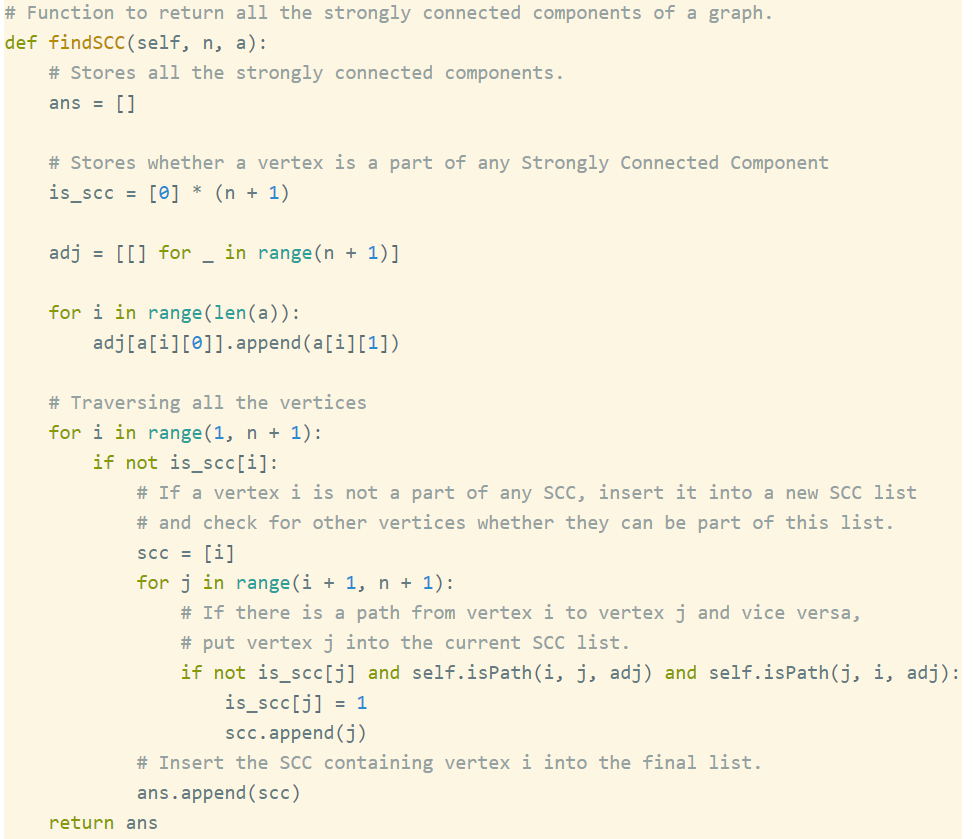 # Function to return all the strongly connected components of a graph.
def findSCC(self, n, a):
    # Stores all the strongly connected components.
    ans = []

    # Stores whether a vertex is a part of any Strongly Connected Component
    is_scc = [0] * (n + 1)

    adj = [[] for _ in range(n + 1)]

    for i in range(len(a)):
        adj[a[i][0]].append(a[i][1])

    # Traversing all the vertices
    for i in range(1, n + 1):
        if not is_scc[i]:
            # If a vertex i is not a part of any SCC, insert it into a new SCC list
            # and check for other vertices whether they can be part of this list.
            scc = [i]
            for j in range(i + 1, n + 1):
                # If there is a path from vertex i to vertex j and vice versa,
                # put vertex j into the current SCC list.
                if not is_scc[j] and self.isPath(i, j, adj) and self.isPath(j, i, adj):
                    is_scc[j] = 1
                    scc.append(j)
            # Insert the SCC containing vertex i into the final list.
            ans.append(scc)
    return ans